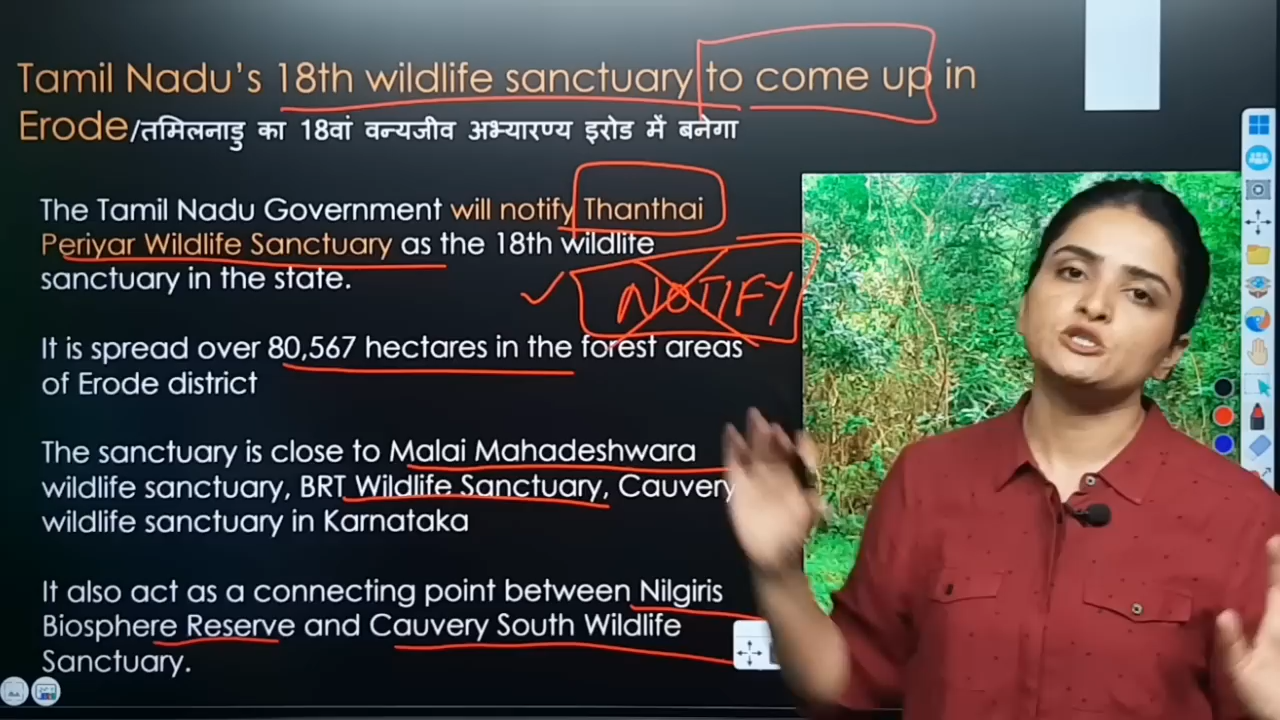 Tamil Nadu's 18th wildlife sanctuary to come up in
Erode/तमिलनाडु का 18वां वन्यजीव अभ्यारण्य इरोड में बनेगा
The Tamil Nadu Government will notify Thanthai
Periyar Wildlife Sanctuary as the 18th wildlife
sanctuary in the state.
NOTIFY
It is spread over 80,567 hectares in the forest areas
of Erode district
The sanctuary is close to Malai Mahadeshwara
wildlife sanctuary, BRT Wildlife Sanctuary, Cauvery
wildlife sanctuary in Karnataka
It also act as a connecting point between Nilgiris
Biosphere Reserve and Cauvery South Wildlife
Sanctuary.